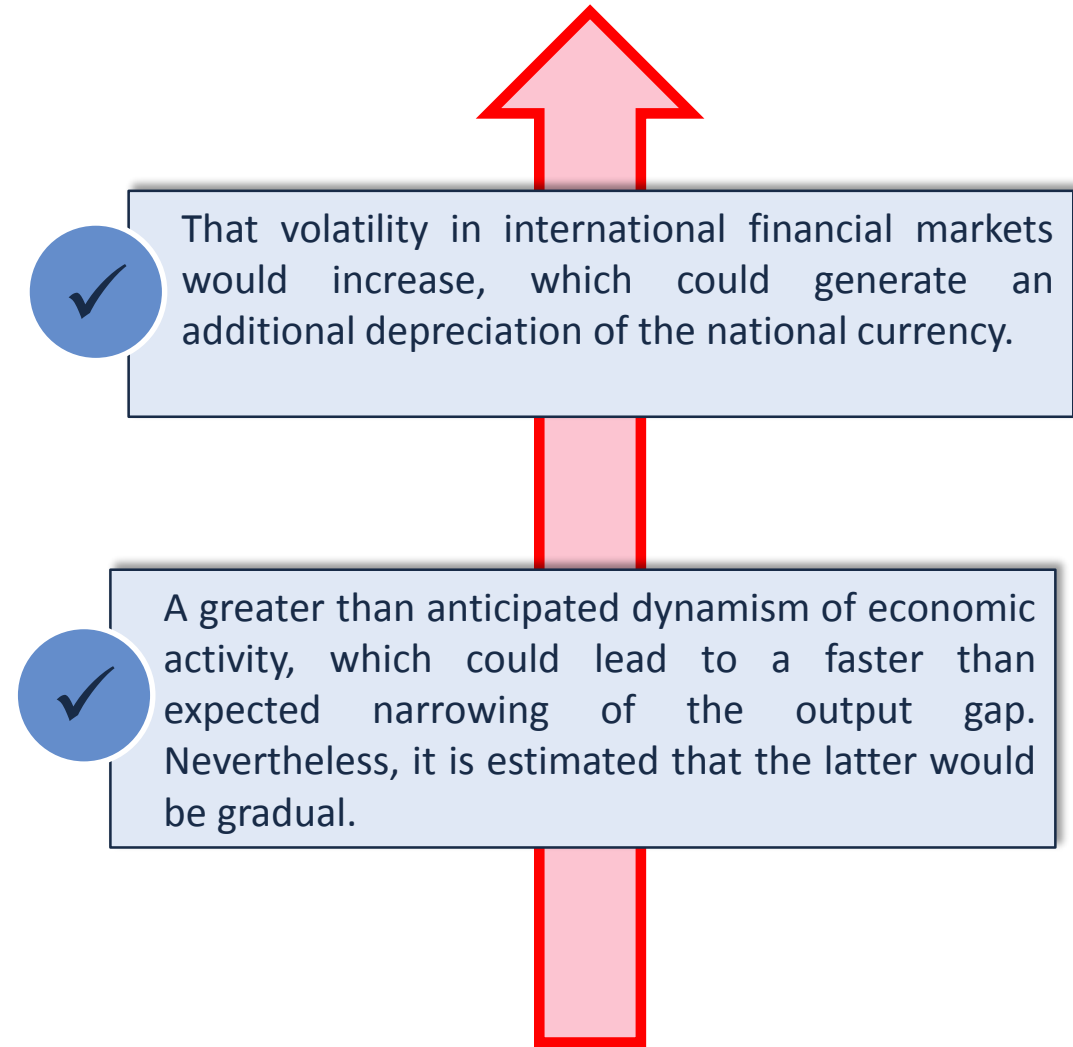 That volatility in international financial markets
would increase, which could generate an
additional depreciation of the national currency.
A greater than anticipated dynamism of economic
activity, which could lead to a faster than
expected narrowing of the output gap.
Nevertheless, it is estimated that the latter would
be gradual.